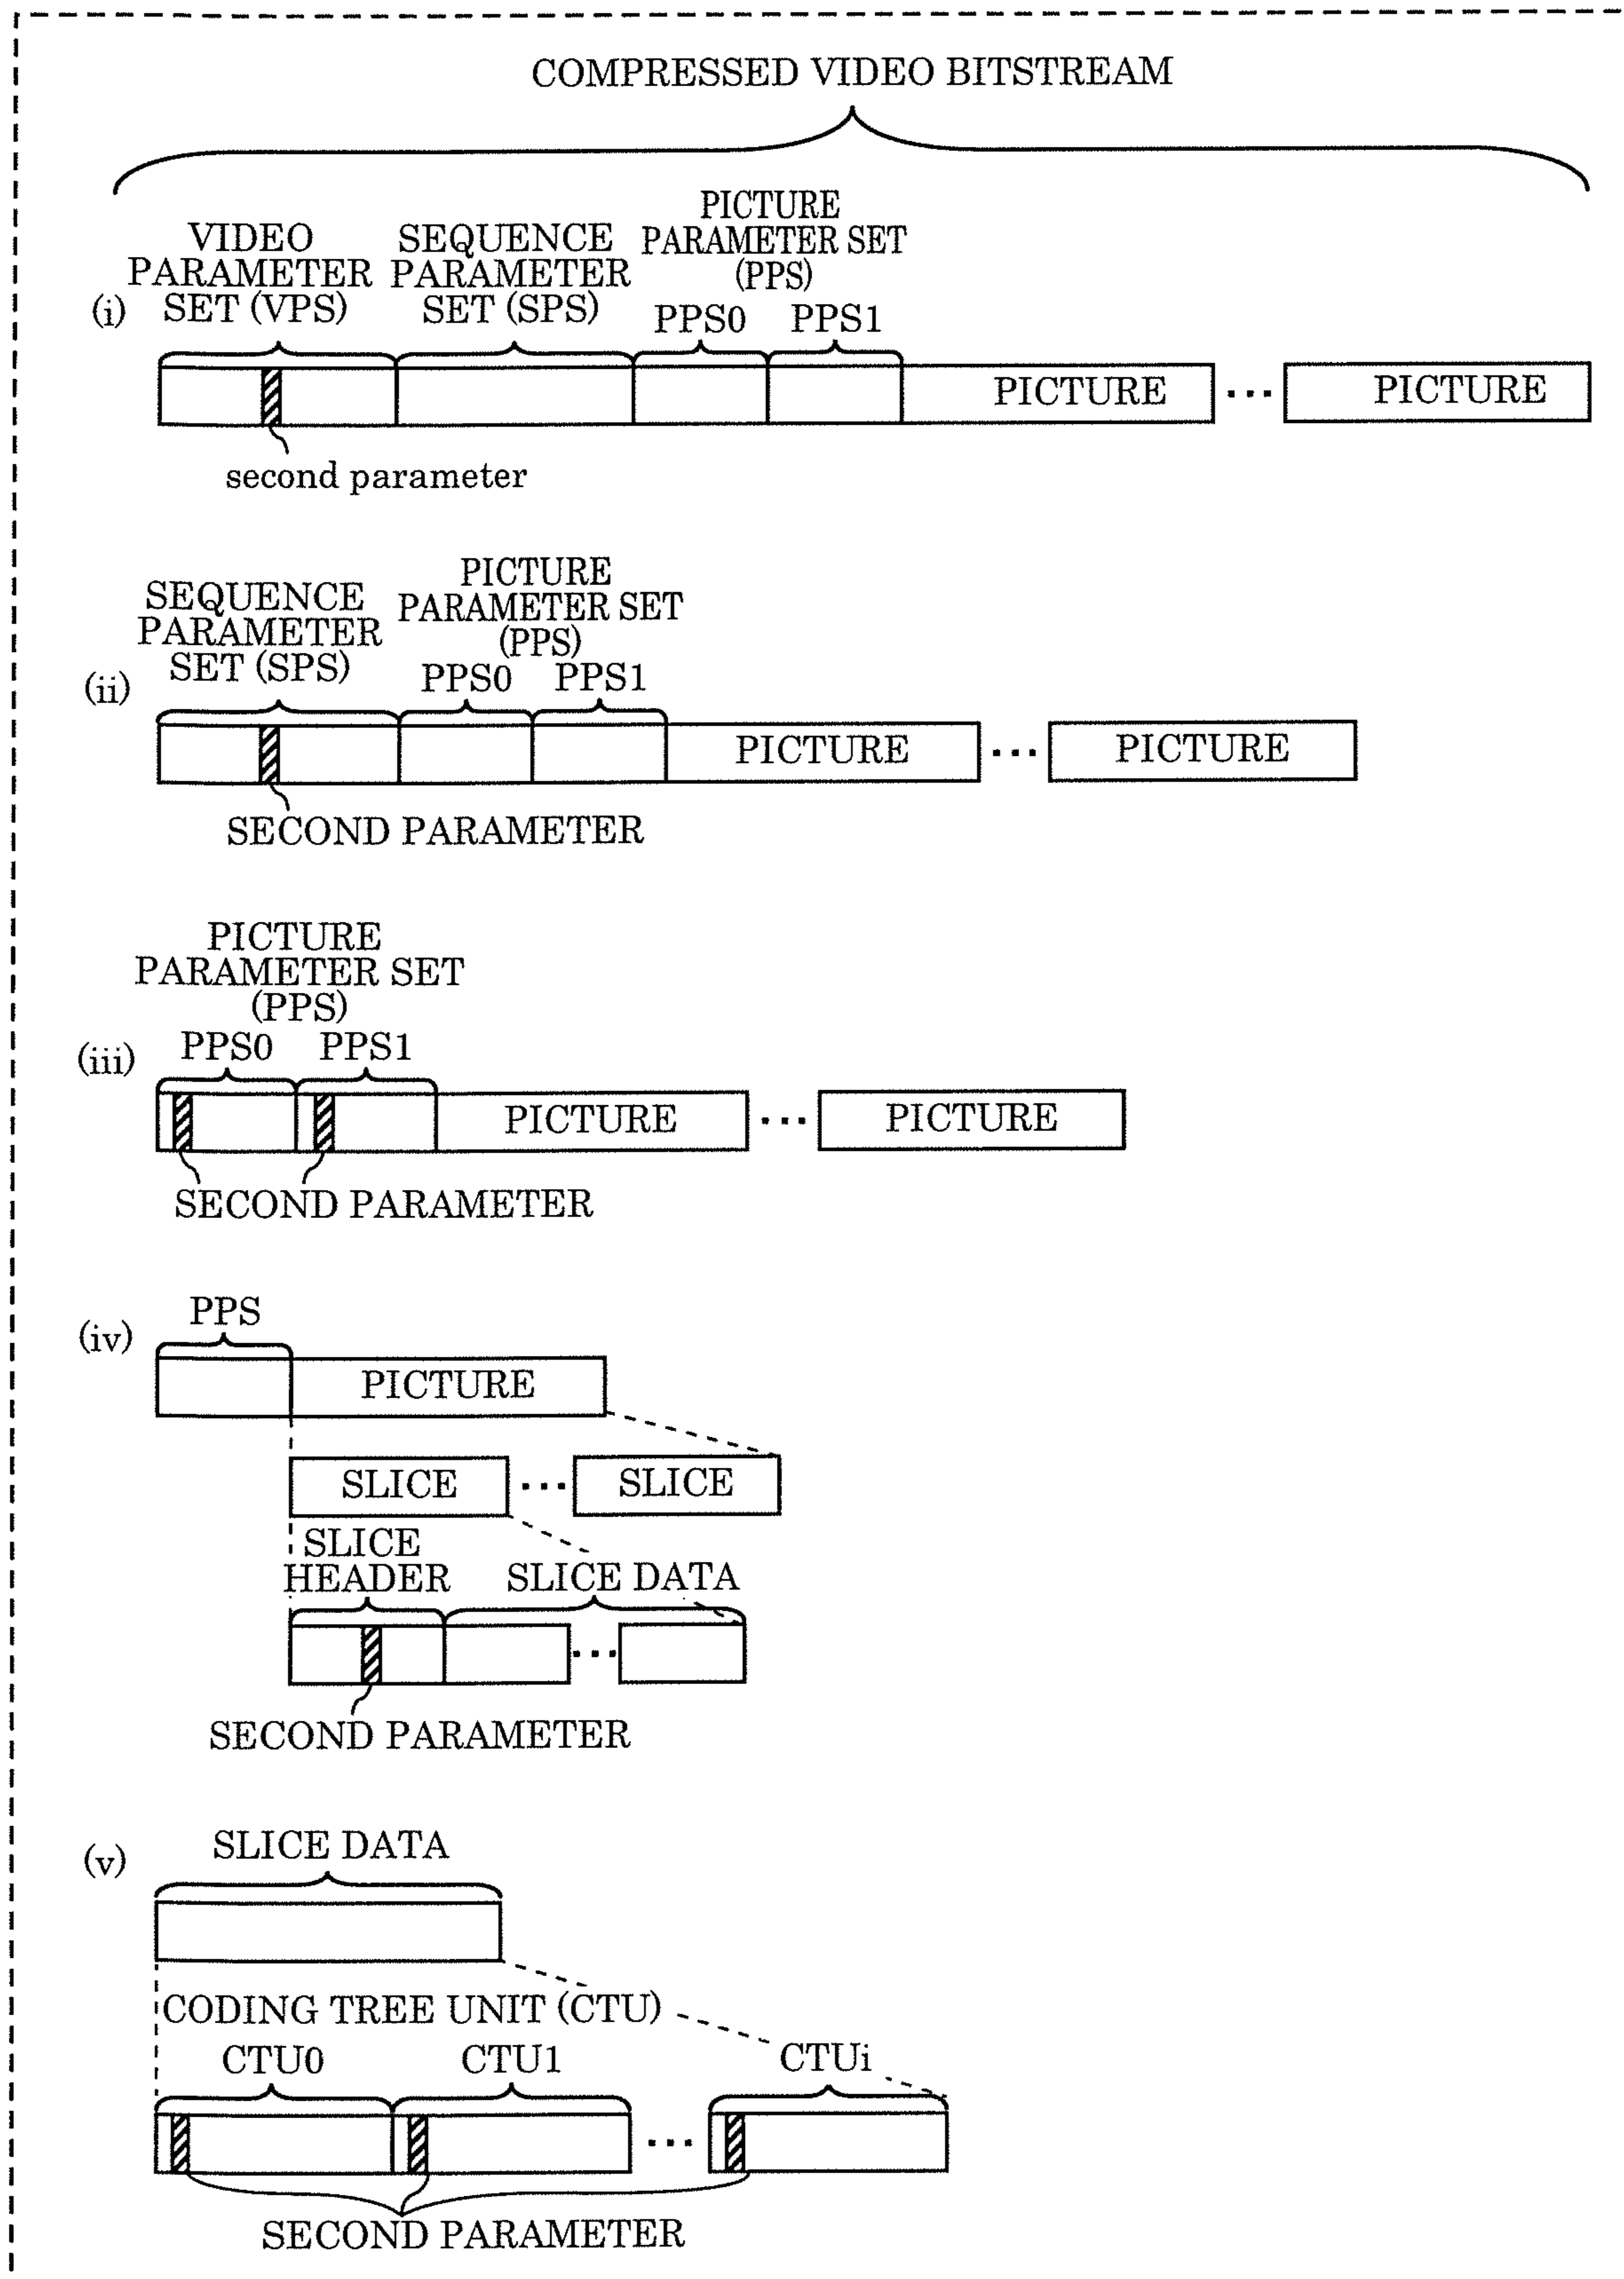 COMPRESSED VIDEO BITSTREAM
(i)
VIDEO
PARAMETER
SET (VPS)
SEQUENCE
PARAMETER
SET (SPS)
PICTURE
PARAMETER SET
(PPS)
PPS0 PPS1
PICTURE ... PICTURE
second parameter
(ii)
SEQUENCE
PARAMETER
SET (SPS)
PICTURE
PARAMETER SET
(PPS)
PPS0 PPS1
PICTURE ... PICTURE
SECOND PARAMETER
(iii)
PICTURE
PARAMETER SET
(PPS)
PPS0 PPS1
PICTURE ... PICTURE
SECOND PARAMETER
(iv)
PPS
PICTURE
SLICE ... SLICE
SLICE
HEADER
SLICE DATA
...
SECOND PARAMETER
(v)
SLICE DATA
CODING TREE UNIT (CTU)
CTU0 CTU1 CTUi
...
SECOND PARAMETER